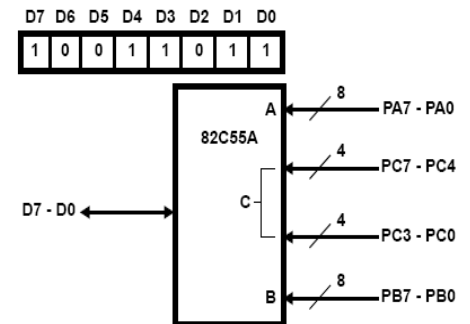 D7 D6 D5 D4 D3 D2 D1 D0
1 0 0 1 1 0 1 1
8
A PA7 - PA0
82C55A
4
PC7 - PC4
C
D7 - D0
4
PC3 - PC0
8
B PB7 - PB0